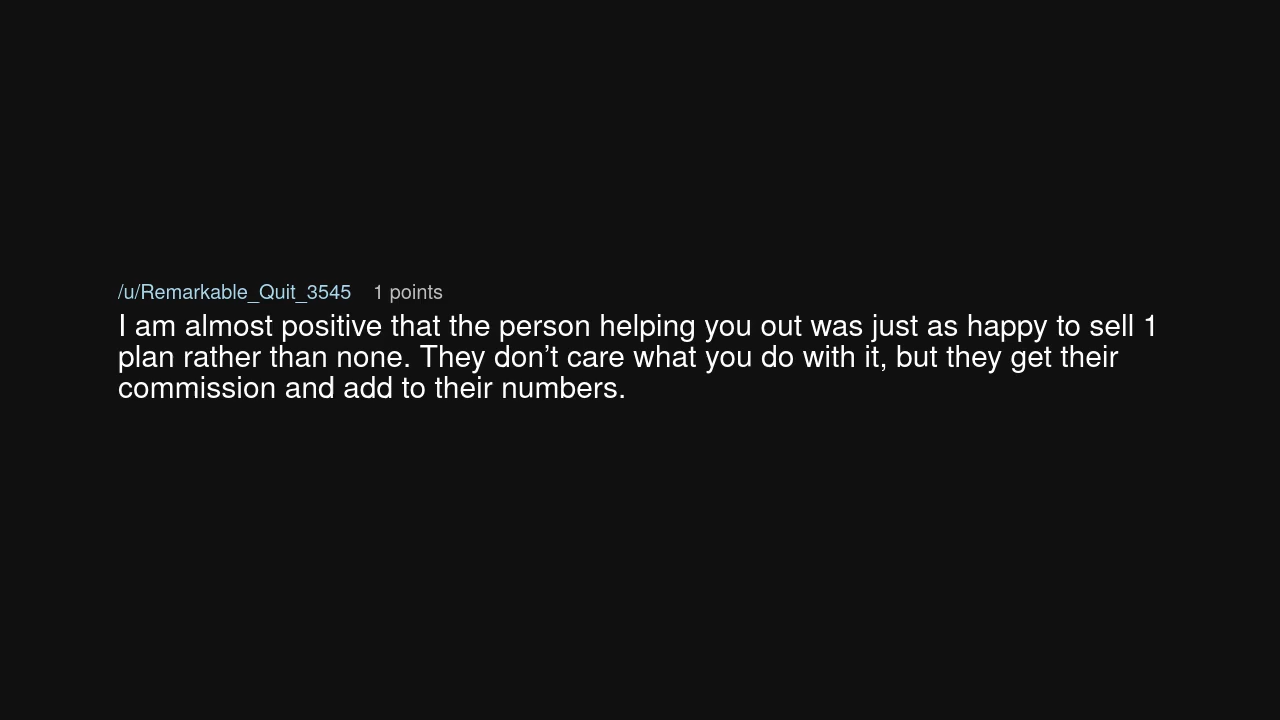 /u/Remarkable_Quit_3545 1 points
I am almost positive that the person helping you out was just as happy to sell 1
plan rather than none. They don’t care what you do with it, but they get their
commission and add to their numbers.